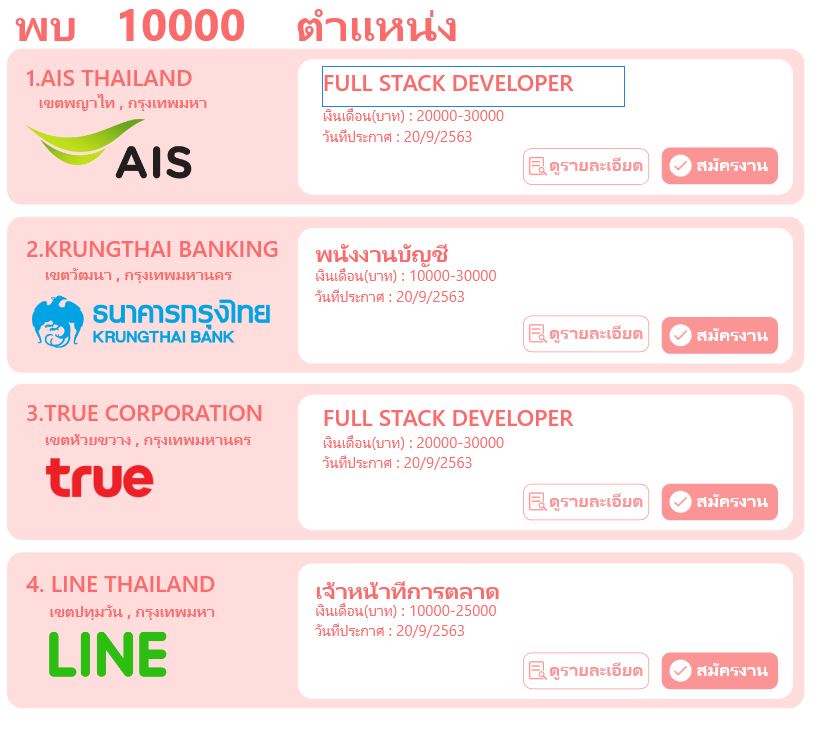 พบ 10000 ตำแหน่ง
1.AIS THAILAND
เขตพญาไท , กรุงเทพมหา
AIS
FULL STACK DEVELOPER
เงินเดือน(บาท) : 20000-30000
วันที่ประกาศ : 20/9/2563
ดูรายละเอียด
สมัครงาน
2.KRUNGTHAI BANKING
เขตวัฒนา , กรุงเทพมหานคร
ธนาคารกรุงไทย
KRUNGTHAI BANK
พนังงานบัญชี
เงินเดือน(บาท) : 10000-30000
วันที่ประกาศ : 20/9/2563
ดูรายละเอียด
สมัครงาน
3.TRUE CORPORATION
เขตห้วยขวาง , กรุงเทพมหานคร
true
FULL STACK DEVELOPER
เงินเดือน(บาท) : 20000-30000
วันที่ประกาศ : 20/9/2563
ดูรายละเอียด
สมัครงาน
4. LINE THAILAND
เขตปทุมวัน , กรุงเทพมหา
LINE
เจ้าหน้าที่การตลาด
เงินเดือน(บาท) : 10000-25000
วันที่ประกาศ : 20/9/2563
ดูรายละเอียด
สมัครงาน